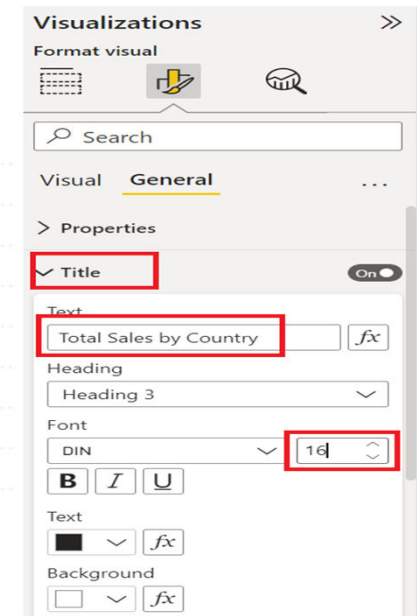 Visualizations
Format visual
Search
Visual General ...
Properties
Title On
Text
Total Sales by Country fx
Heading
Heading 3
Font
DIN 16
B I U
Text
fx
Background
fx